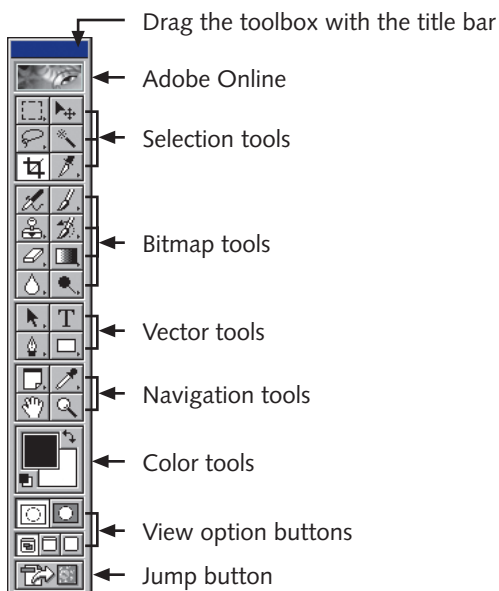 Drag the toolbox with the title bar
Adobe Online
Selection tools
Bitmap tools
T
Vector tools
Navigation tools
Color tools
View option buttons
Jump button